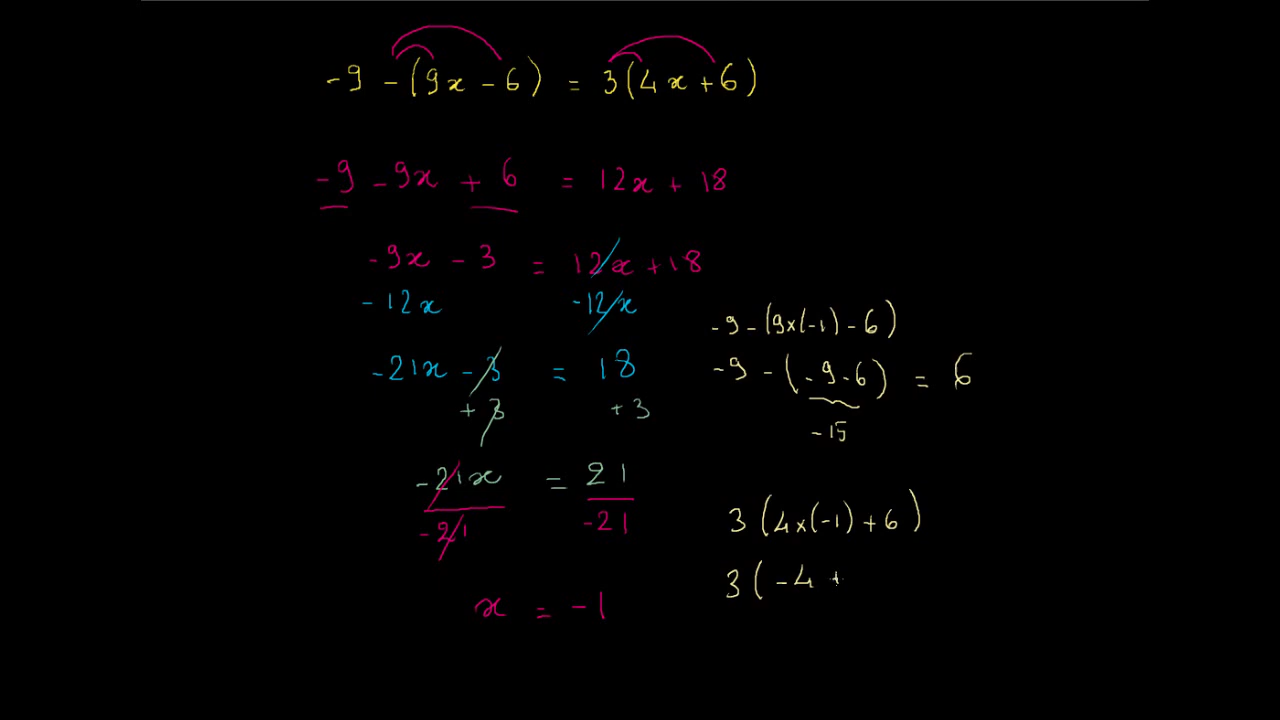 -9 - (9x - 6) = 3(4x + 6)
-9 - 9x + 6 = 12x + 18
-9x - 3 = 12x + 18
-12x -12x
-21x - 3 = 18
+ 3 + 3
-21x = 21
-21 -21
x = -1
-9 - (9×(-1) - 6)
-9 - (-9 - 6) = 6
-15
3(4×(-1) + 6)
3(-4 +